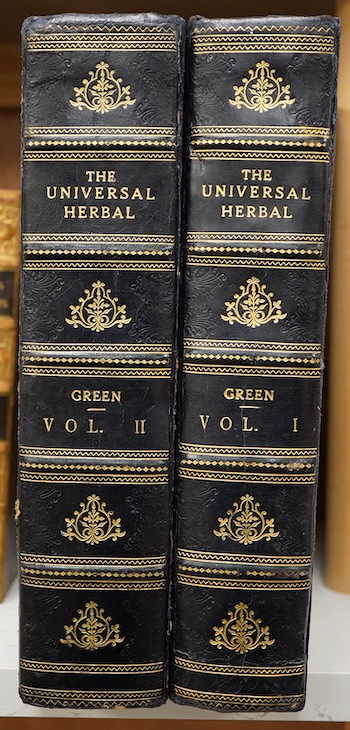 THE
UNIVERSAL
HERBAL
GREEN
VOL. II
THE
UNIVERSAL
HERBAL
GREEN
VOL. I